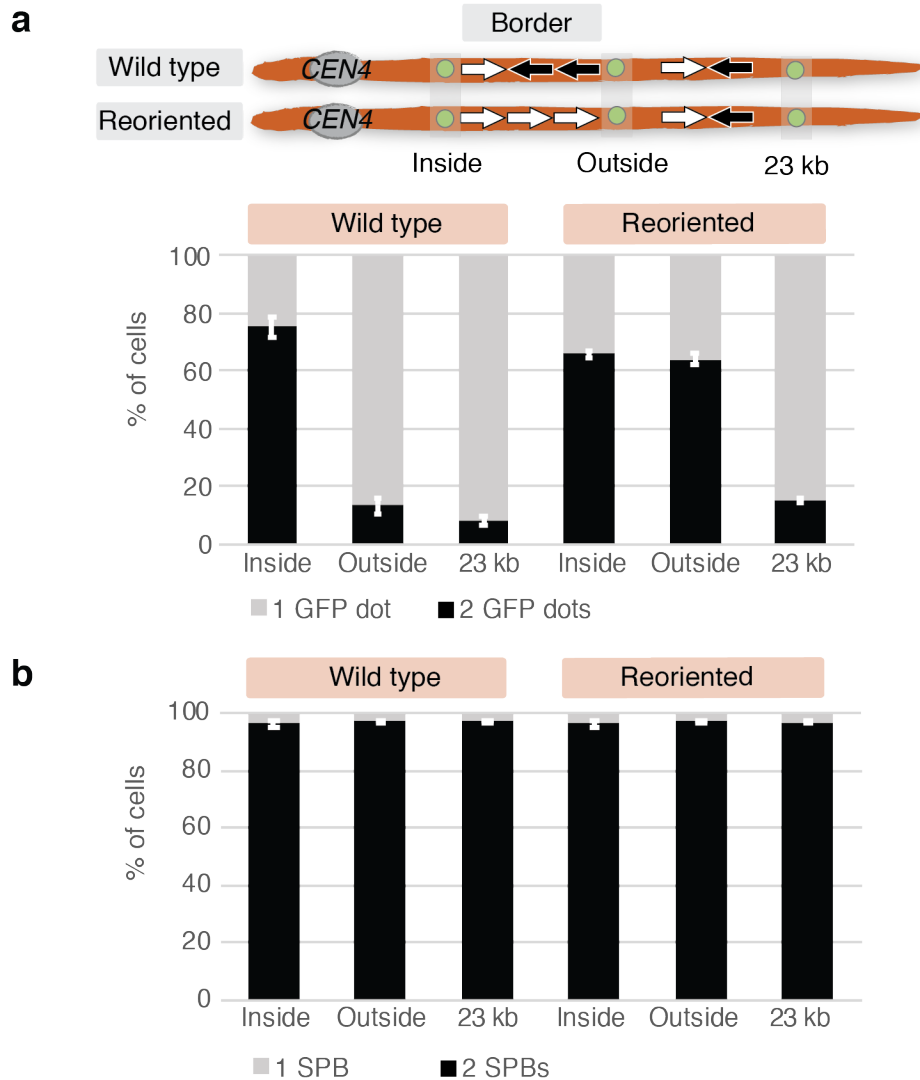 a
Border
Wild type CEN4
Reoriented CEN4
Inside Outside 23 kb
Wild type Reoriented
% of cells
100
80
60
40
20
0
Inside Outside 23 kb Inside Outside 23 kb
1 GFP dot 2 GFP dots
b
Wild type Reoriented
% of cells
100
80
60
40
20
0
Inside Outside 23 kb Inside Outside 23 kb
1 SPB 2 SPBs